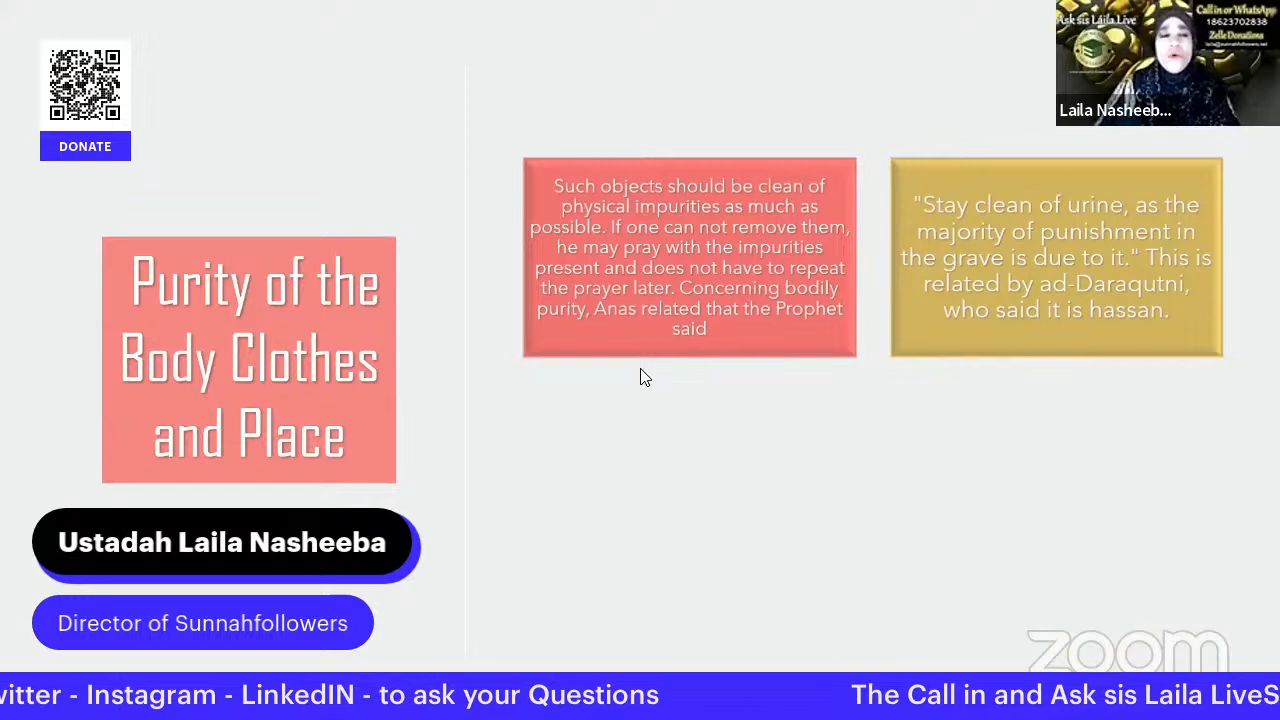 DONATE
Purity of the
Body Clothes
and Place
Ustadah Laila Nasheeba
Director of Sunnahfollowers
Such objects should be clean of
physical impurities as much as
possible. If one can not remove them,
he may pray with the impurities
present and does not have to repeat
the prayer later. Concerning bodily
purity, Anas related that the Prophet
said
"Stay clean of urine, as the
majority of punishment in
the grave is due to it." This is
related by ad-Daraqutni,
who said it is hassan.
Ask sis Laila Live
Call in or WhatsApp
18623702838
Zelle Donations
laila@sunnahfollowers.net
Laila Nasheeb...
zoom
witter - Instagram - LinkedIN - to ask your Questions
The Call in and Ask sis Laila LiveS